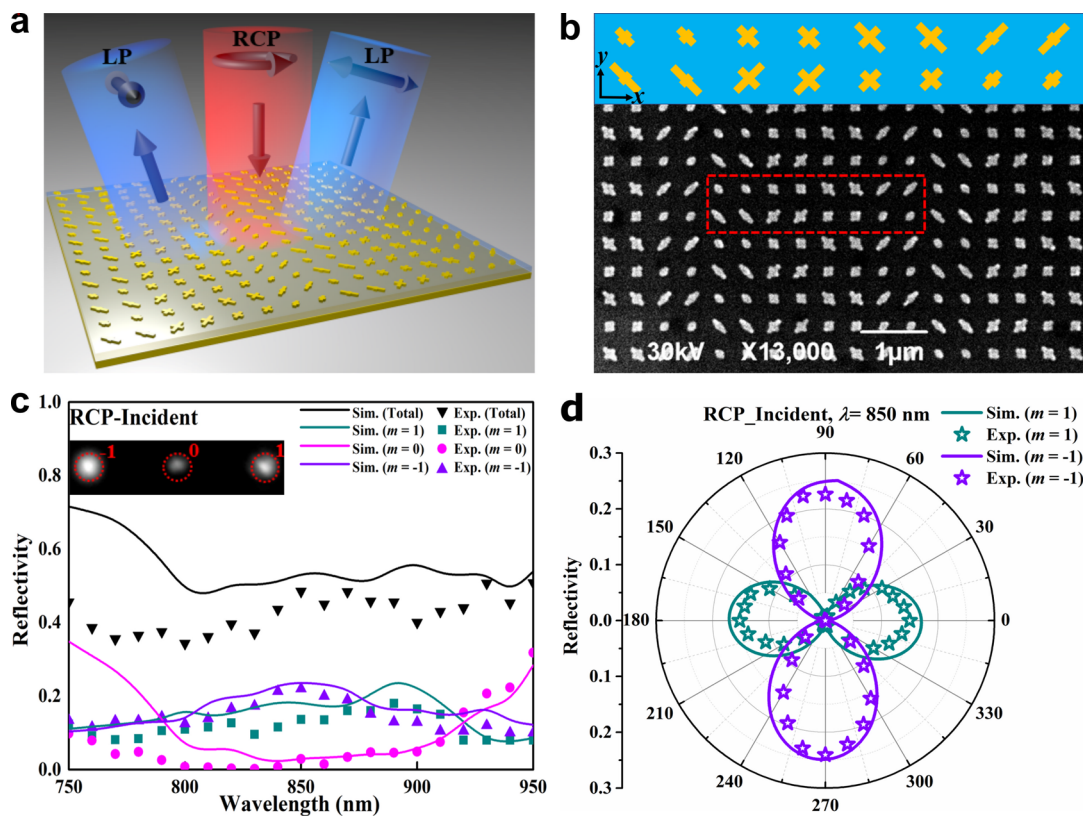 a
RCP
LP
LP
b
y
x
30kV X13,000 1μm
c
1.0
0.8
0.6
0.4
0.2
0.0
Reflectivity
RCP-Incident
Sim. (Total)
Exp. (Total)
Sim. (m = 1)
Exp. (m = 1)
Sim. (m = 0)
Exp. (m = 0)
Sim. (m = -1)
Exp. (m = -1)
-1
0
1
750
800
850
900
950
Wavelength (nm)
d
RCP_Incident, λ= 850 nm
Sim. (m = 1)
Exp. (m = 1)
Sim. (m = -1)
Exp. (m = -1)
0.3
0.2
0.1
0.0
0.1
0.2
0.3
Reflectivity
90
60
30
0
330
300
270
240
210
180
150
120